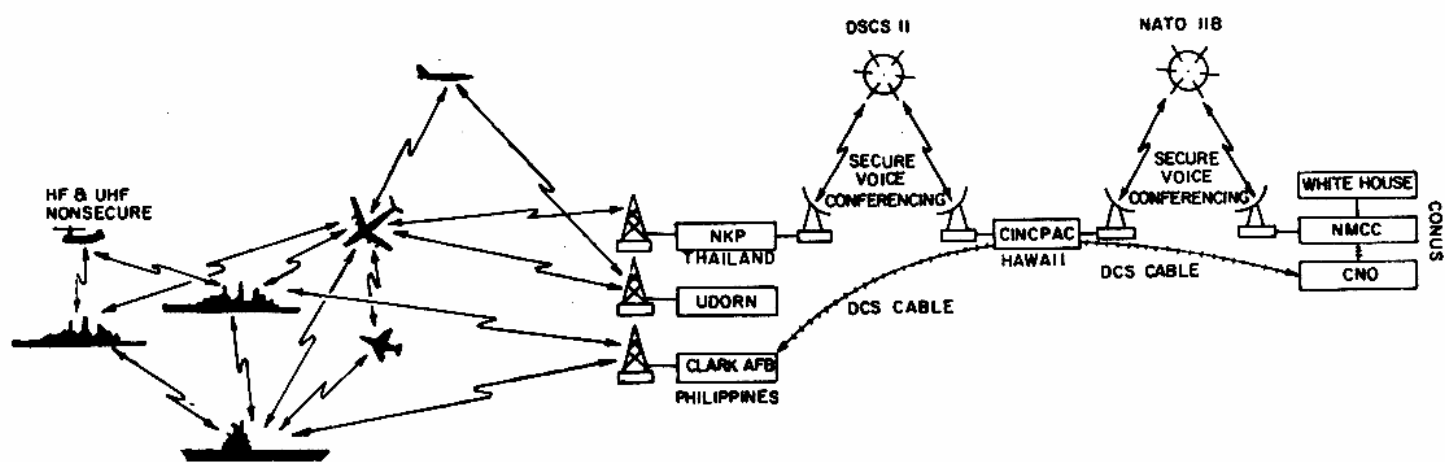 DSCS II
NATO IIB
HF & UHF
NONSECURE
SECURE
VOICE
CONFERENCING
SECURE
VOICE
CONFERENCING
WHITE HOUSE
NKP
THAILAND
CINCPAC
HAWAII
NMCC
CONUS
UDORN
DCS CABLE
CNO
DCS CABLE
CLARK AFB
PHILIPPINES